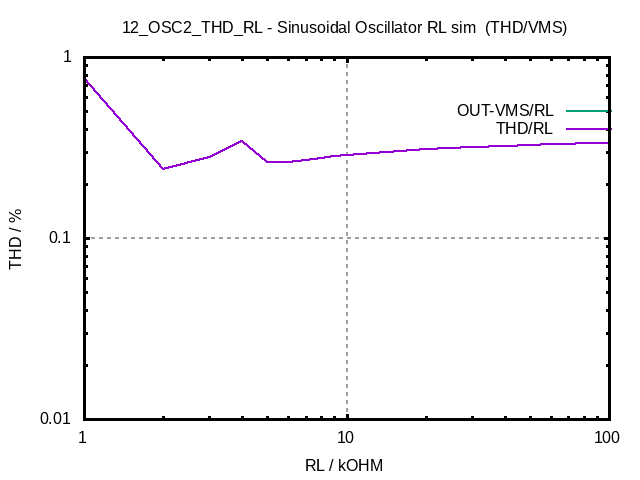 12_OSC2_THD_RL - Sinusoidal Oscillator RL sim  (THD/VMS)
1
OUT-VMS/RL
THD/RL
THD / %
0.1
0.01
1
10
100
RL / kOHM